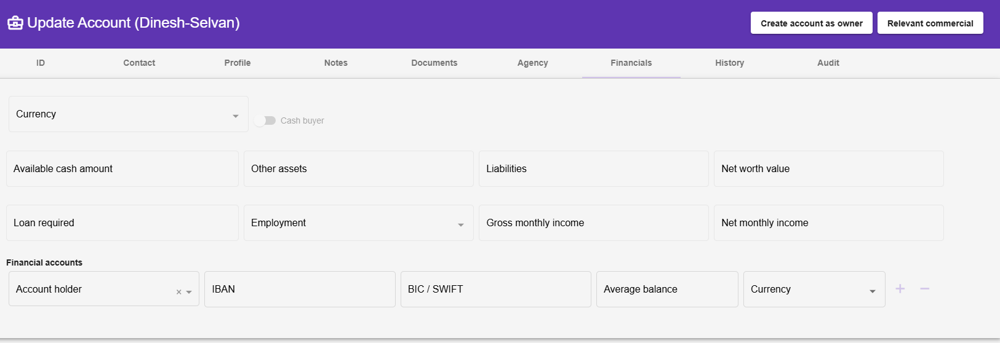 Update Account (Dinesh-Selvan)
Create account as owner
Relevant commercial
ID
Contact
Profile
Notes
Documents
Agency
Financials
History
Audit
Currency
Cash buyer
Available cash amount
Other assets
Liabilities
Net worth value
Loan required
Employment
Gross monthly income
Net monthly income
Financial accounts
Account holder
IBAN
BIC / SWIFT
Average balance
Currency